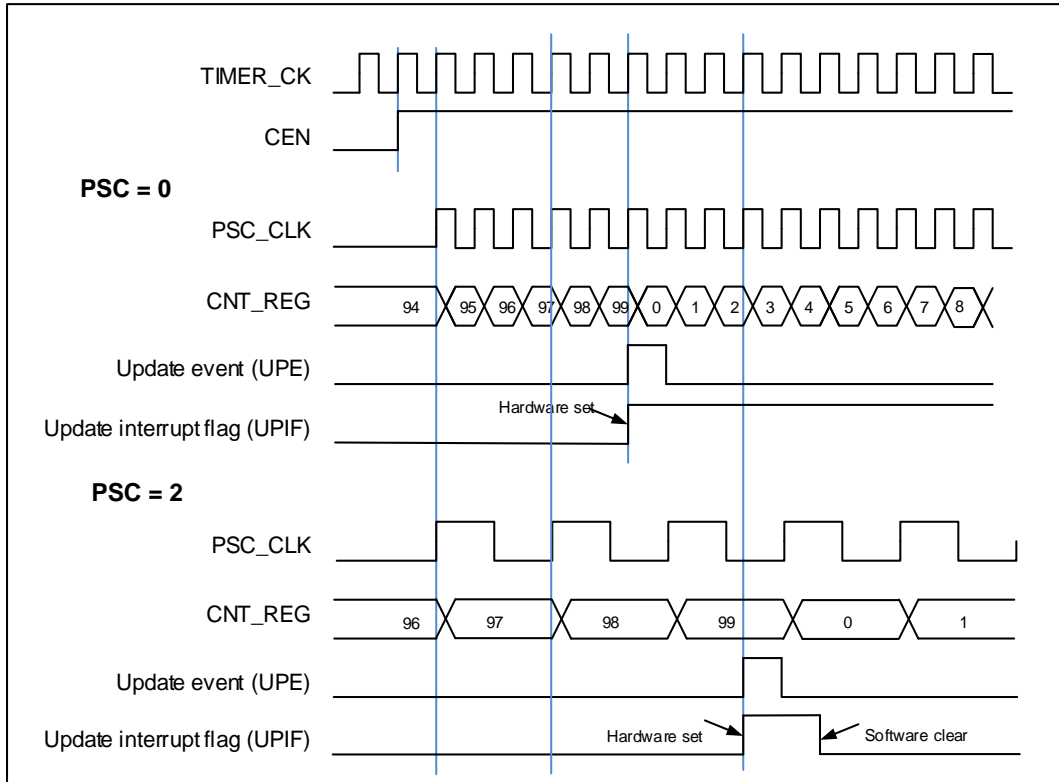 TIMER_CK
CEN
PSC = 0
PSC_CLK
CNT_REG 94 95 96 97 98 99 0 1 2 3 4 5 6 7 8
Update event (UPE)
Hardware set
Update interrupt flag (UPIF)
PSC = 2
PSC_CLK
CNT_REG 96 97 98 99 0 1
Update event (UPE)
Update interrupt flag (UPIF) Hardware set Software clear